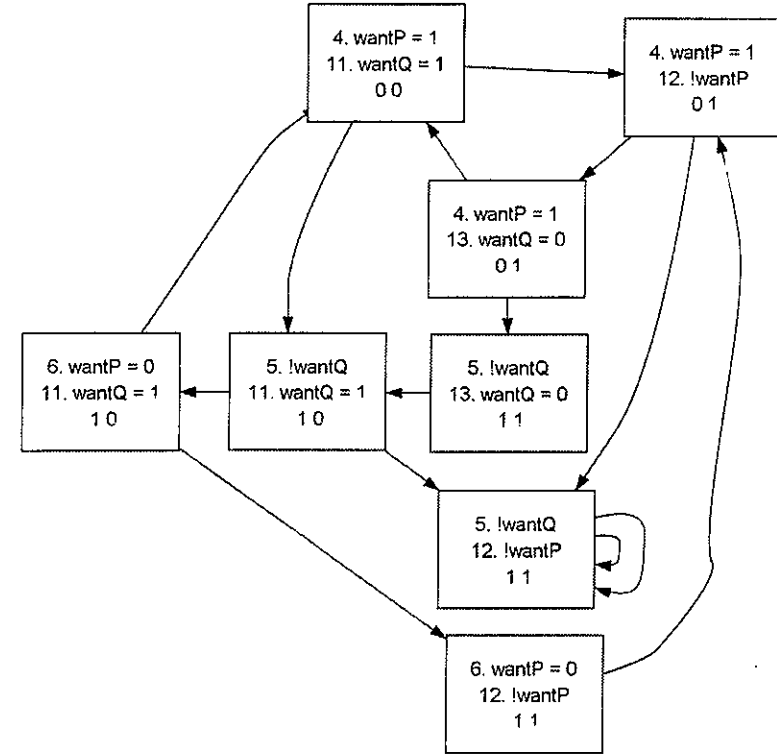 4. wantP = 1
11. wantQ = 1
0 0
4. wantP = 1
12. !wantP
0 1
4. wantP = 1
13. wantQ = 0
0 1
6. wantP = 0
11. wantQ = 1
1 0
5. !wantQ
11. wantQ = 1
1 0
5. !wantQ
13. wantQ = 0
1 1
5. !wantQ
12. !wantP
1 1
6. wantP = 0
12. !wantP
1 1